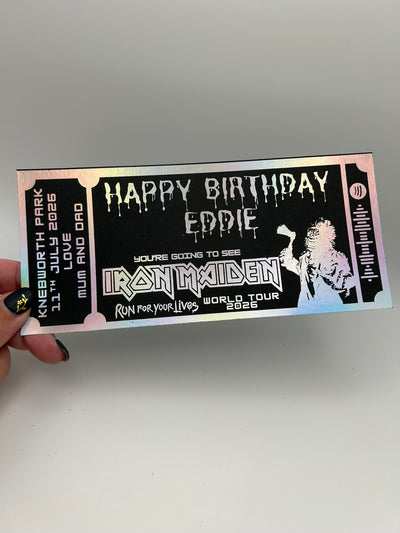 KNEBWORTH PARK
11TH JULY 2026
LOVE
MUM AND DAD
HAPPY BIRTHDAY
EDDIE
YOU'RE GOING TO SEE
IRON MAIDEN
RUN FOR YOUR LIVES WORLD TOUR
2026